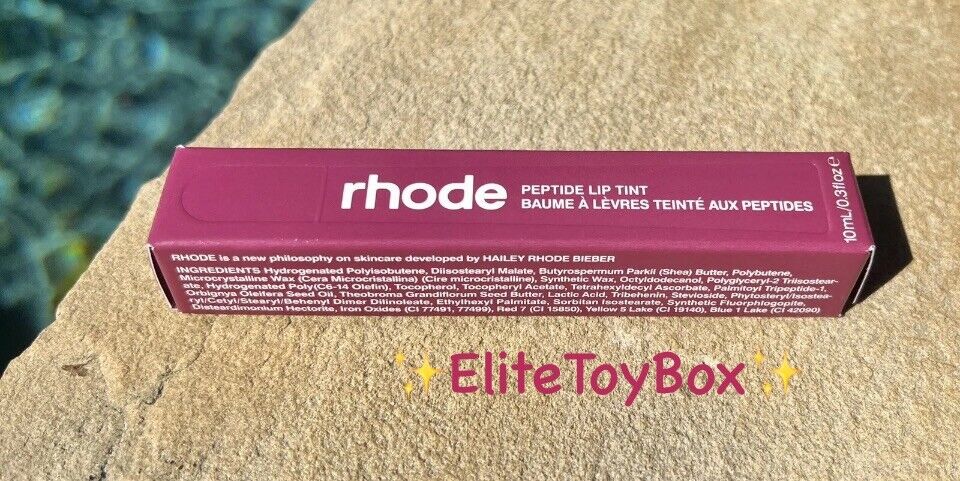 rhode
PEPTIDE LIP TINT
BAUME À LÈVRES TEINTÉ AUX PEPTIDES
10mL/0.3floz e
RHODE is a new philosophy on skincare developed by HAILEY RHODE BIEBER
INGREDIENTS Hydrogenated Polyisobutene, Diisostearyl Malate, Butyrospermum Parkii (Shea) Butter, Polybutene,
Microcrystalline Wax (Cera Microcristallina) (Cire microcristalline), Synthetic Wax, Octyldodecanol, Polyglyceryl-2 Triisostear-
ate, Hydrogenated Poly(C6-14 Olefin), Tocopherol, Tocopheryl Acetate, Tetrahexyldecyl Ascorbate, Palmitoyl Tripeptide-1,
Orbignya Oleifera Seed Oil, Theobroma Grandiflorum Seed Butter, Lactic Acid, Tribehenin, Stevioside, Phytosteryl/Isostea-
ryl/Cetyl/Stearyl/Behenyl Dimer Dilinoleate, Ethylhexyl Palmitate, Sorbitan Isostearate, Synthetic Fluorphlogopite,
Disteardimonium Hectorite, Iron Oxides (CI 77491, 77499), Red 7 (CI 15850), Yellow 5 Lake (CI 19140), Blue 1 Lake (CI 42090)
✨EliteToyBox✨